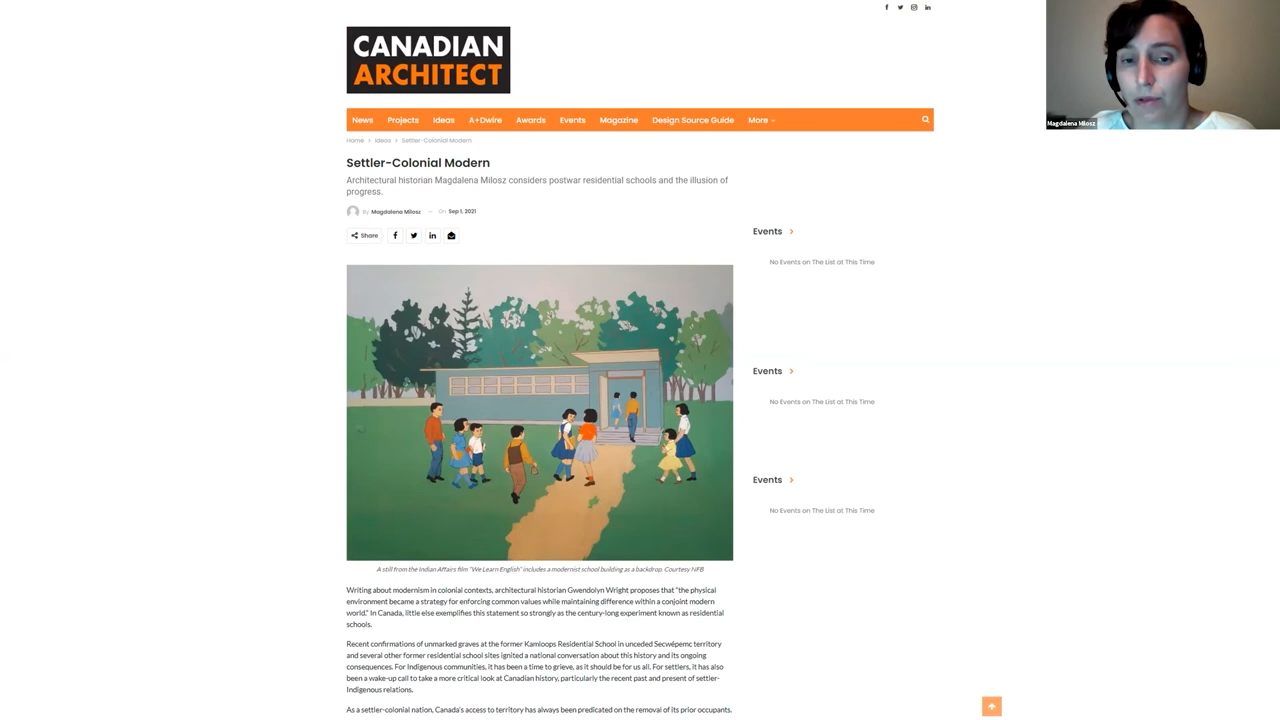 CANADIAN
ARCHITECT
Magdalena Milosz
News Projects Ideas A+Dwire Awards Events Magazine Design Source Guide More
Home > Ideas > Settler-Colonial Modern
Settler-Colonial Modern
Architectural historian Magdalena Milosz considers postwar residential schools and the illusion of
progress.
By Magdalena Milosz — On Sep 1, 2021
Share
Events >
No Events on The List at This Time
Events >
No Events on The List at This Time
Events >
No Events on The List at This Time
A still from the Indian Affairs film "We Learn English" includes a modernist school building as a backdrop. Courtesy NFB
Writing about modernism in colonial contexts, architectural historian Gwendolyn Wright proposes that "the physical
environment became a strategy for enforcing common values while maintaining difference within a conjoint modern
world." In Canada, little else exemplifies this statement so strongly as the century-long experiment known as residential
schools.
Recent confirmations of unmarked graves at the former Kamloops Residential School in unceded Secwépemc territory
and several other former residential school sites ignited a national conversation about this history and its ongoing
consequences. For Indigenous communities, it has been a time to grieve, as it should be for us all. For settlers, it has also
been a wake-up call to take a more critical look at Canadian history, particularly the recent past and present of settler-
Indigenous relations.
As a settler-colonial nation, Canada's access to territory has always been predicated on the removal of its prior occupants.